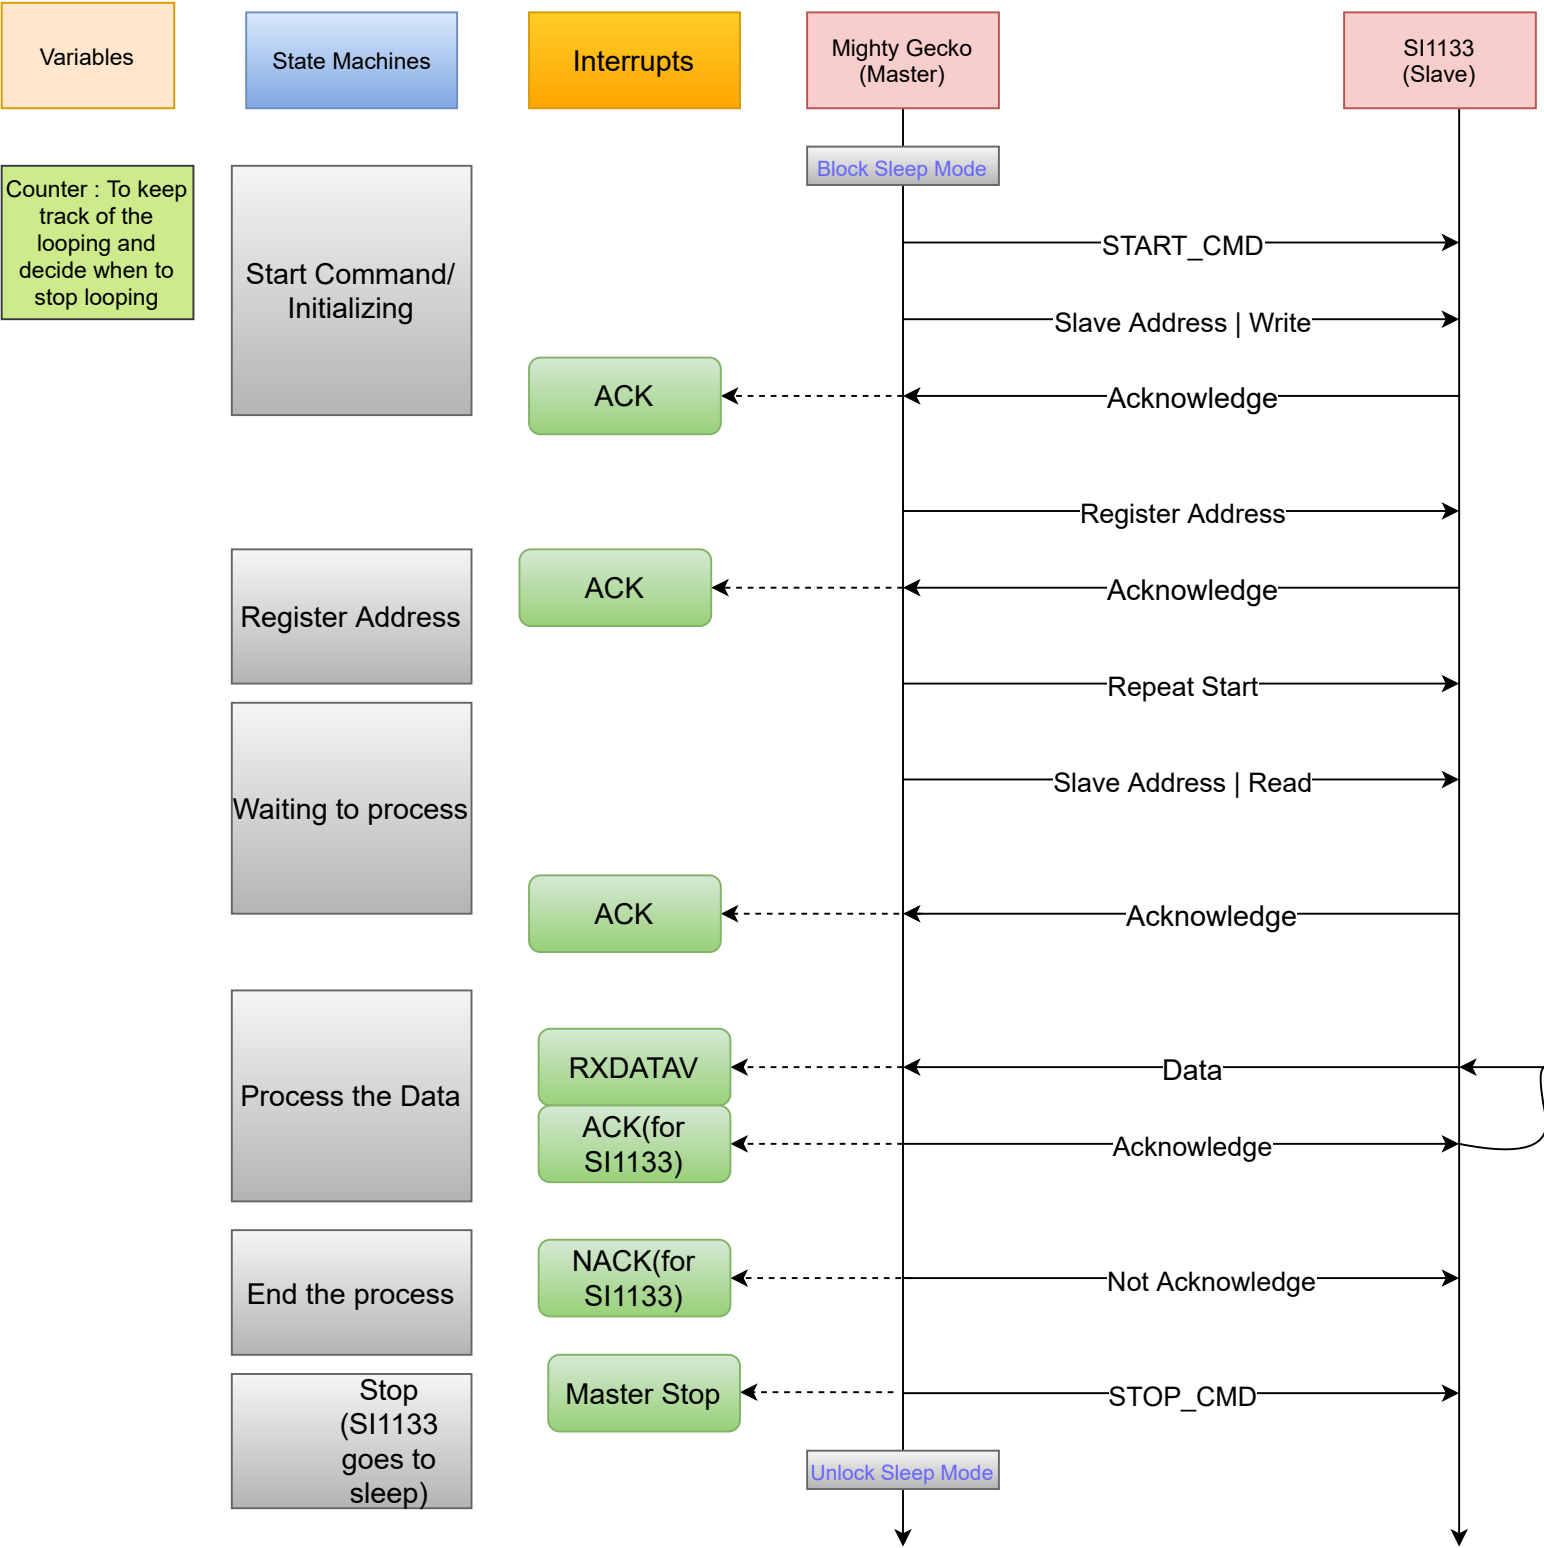 Variables
State Machines
Interrupts
Mighty Gecko
(Master)
SI1133
(Slave)
Block Sleep Mode
Counter : To keep
track of the
looping and
decide when to
stop looping
Start Command/
Initializing
START_CMD
Slave Address | Write
ACK
Acknowledge
Register Address
Register Address
ACK
Acknowledge
Repeat Start
Waiting to process
Slave Address | Read
ACK
Acknowledge
Process the Data
RXDATAV
Data
ACK(for
SI1133)
Acknowledge
End the process
NACK(for
SI1133)
Not Acknowledge
Stop
(SI1133
goes to
sleep)
Master Stop
STOP_CMD
Unlock Sleep Mode